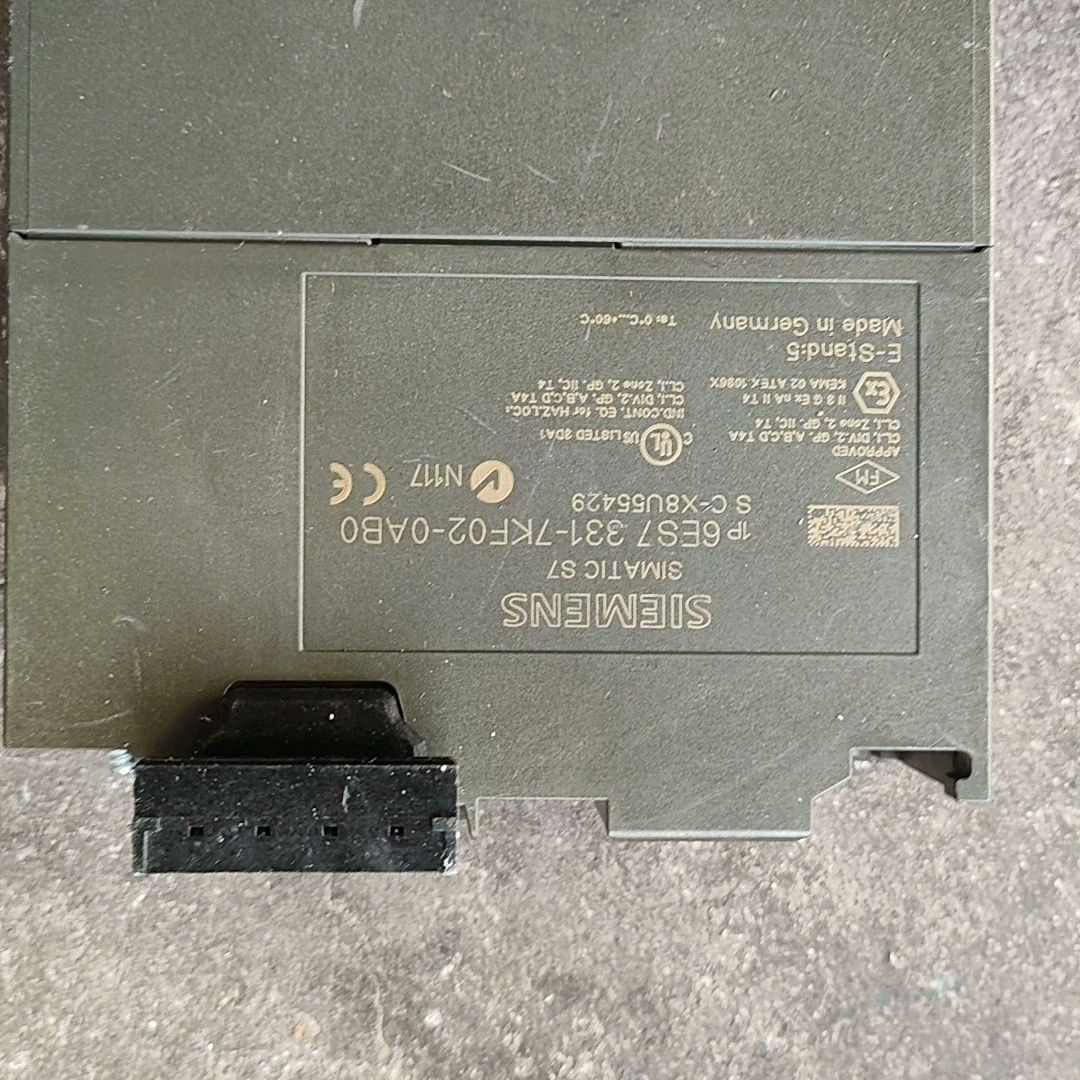 SIEMENS
SIMATIC S7
1P 6ES7 331-7KF02-0AB0
S C-X8U55429
FM
APPROVED
CL.I, DIV.2, GP. A,B,C,D T4A
CL.I, Zone 2, GP. IIC, T4
Ex
II 3 G Ex nA II T4
KEMA 02 ATEX 1096X
C UL US LISTED 3DA1
IND.CONT. EQ. for HAZ.LOC.:
CL.I, DIV.2, GP. A,B,C,D T4A
CL.I, Zone 2, GP. IIC, T4
N117
CE
E-Stand:5
Made in Germany
Ta: 0°C...+60°C